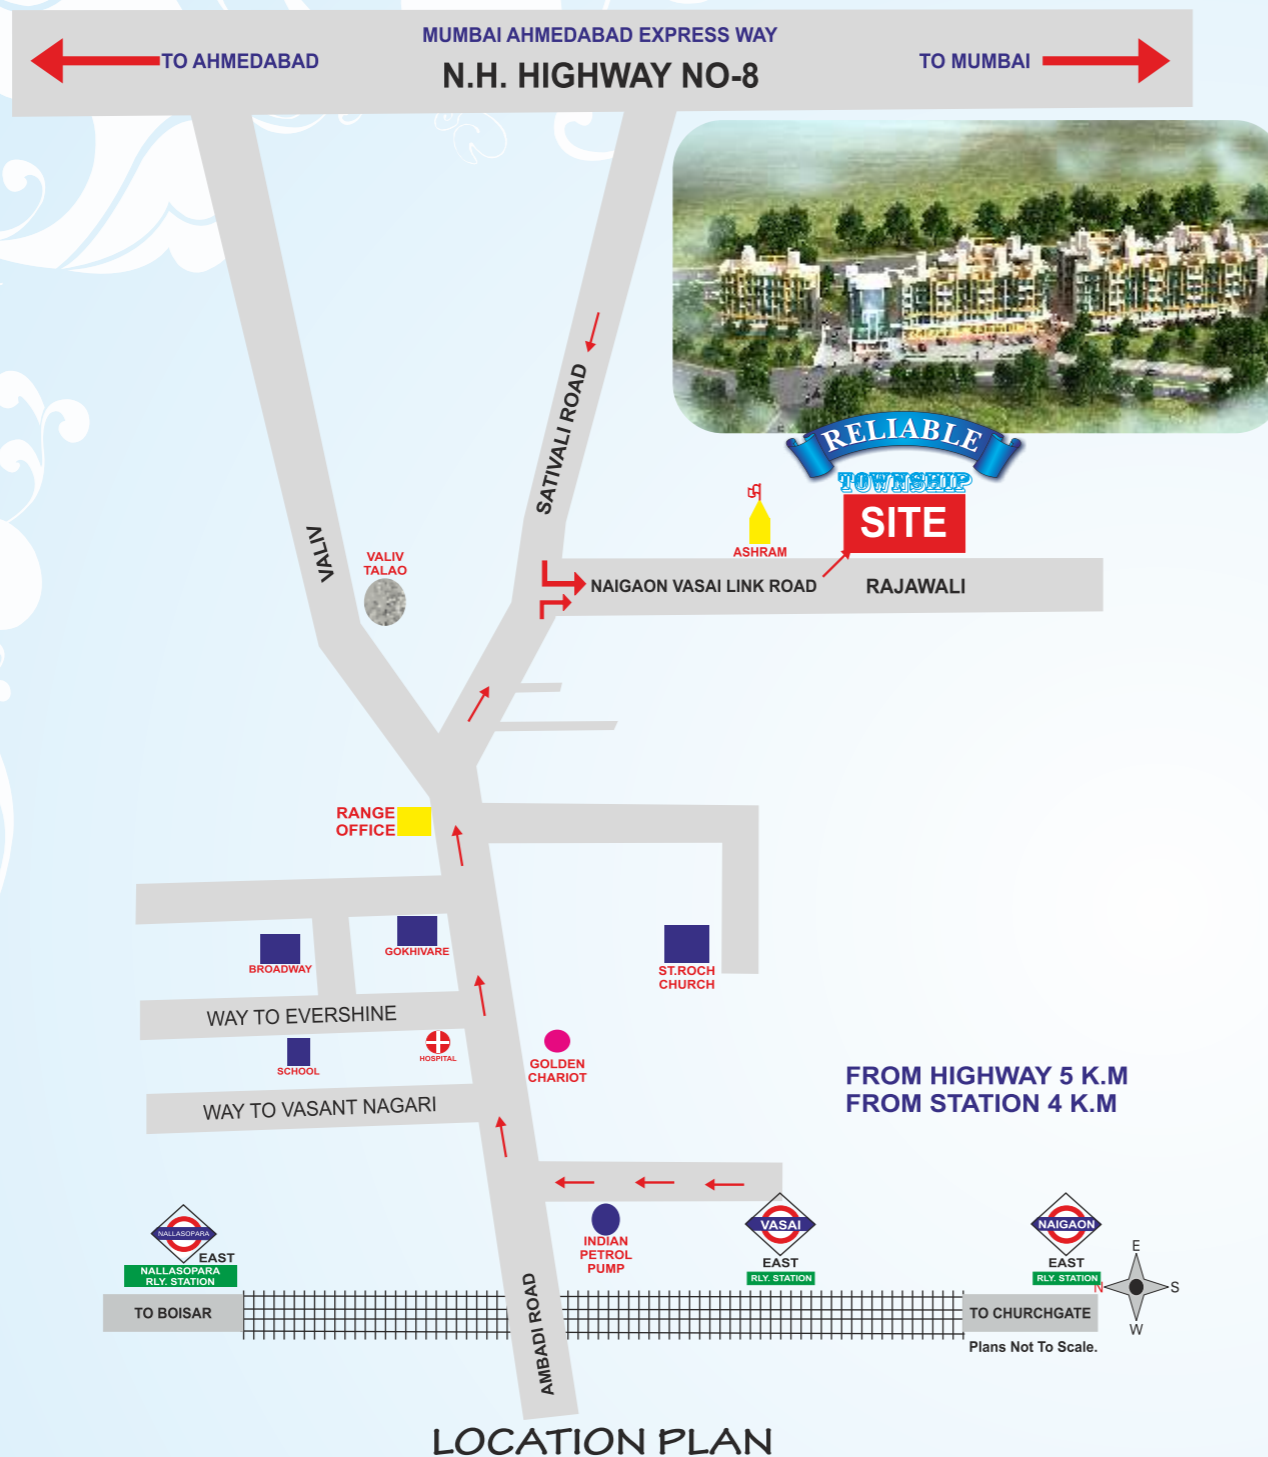 MUMBAI AHMEDABAD EXPRESS WAY
TO AHMEDABAD
N.H. HIGHWAY NO-8
TO MUMBAI
RELIABLE
TOWNSHIP
SITE
SATIVALI ROAD
VALIV
VALIV
TALAO
ASHRAM
NAIGAON VASAI LINK ROAD
RAJAWALI
RANGE
OFFICE
BROADWAY
GOKHIVARE
ST.ROCH
CHURCH
WAY TO EVERSHINE
SCHOOL
HOSPITAL
GOLDEN
CHARIOT
FROM HIGHWAY 5 K.M
FROM STATION 4 K.M
WAY TO VASANT NAGARI
NALLASOPARA
EAST
NALLASOPARA
RLY. STATION
INDIAN
PETROL
PUMP
VASAI
EAST
RLY. STATION
NAIGAON
EAST
RLY. STATION
E
N
S
W
TO BOISAR
AMBADI ROAD
TO CHURCHGATE
Plans Not To Scale.
LOCATION PLAN